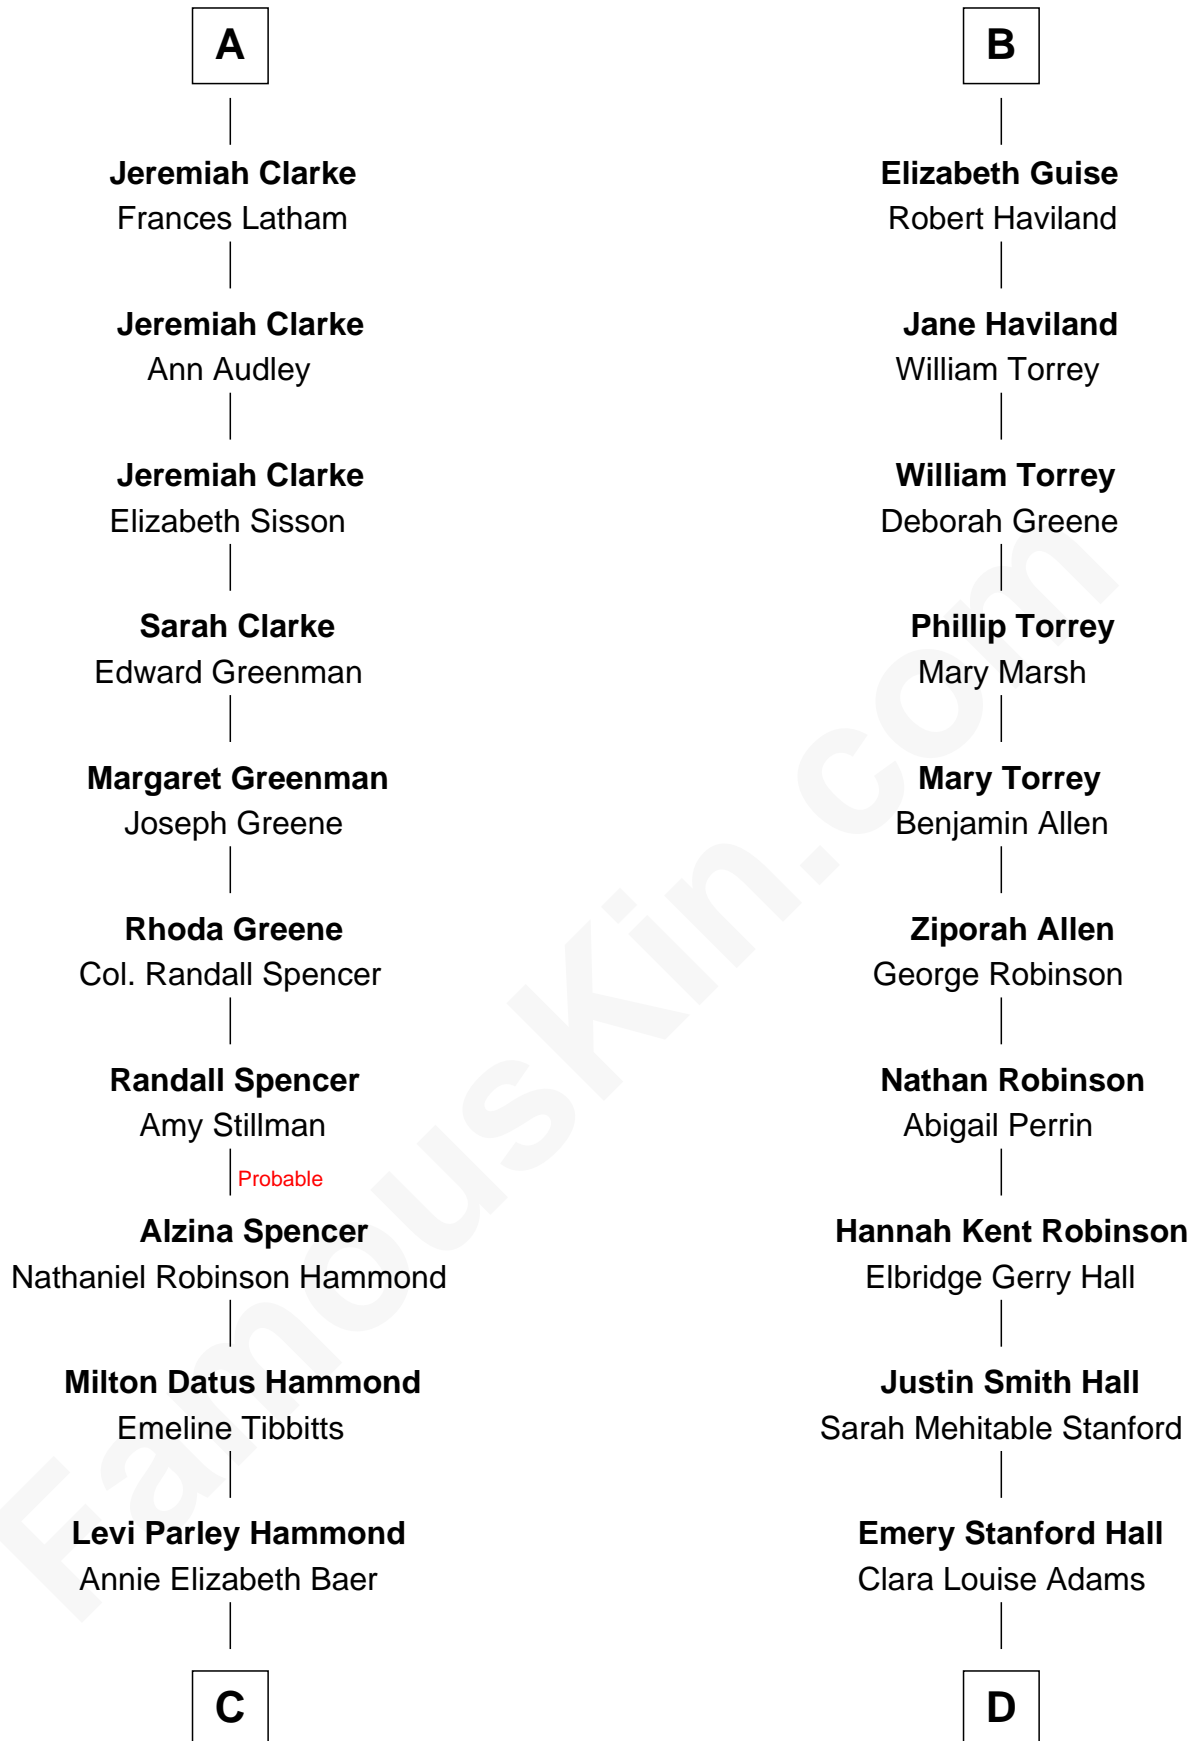 A
Jeremiah Clarke
Frances Latham
Jeremiah Clarke
Ann Audley
Jeremiah Clarke
Elizabeth Sisson
Sarah Clarke
Edward Greenman
Margaret Greenman
Joseph Greene
Rhoda Greene
Col. Randall Spencer
Randall Spencer
Amy Stillman
Probable
Alzina Spencer
Nathaniel Robinson Hammond
Milton Datus Hammond
Emeline Tibbitts
Levi Parley Hammond
Annie Elizabeth Baer
C
B
Elizabeth Guise
Robert Haviland
Jane Haviland
William Torrey
William Torrey
Deborah Greene
Phillip Torrey
Mary Marsh
Mary Torrey
Benjamin Allen
Ziporah Allen
George Robinson
Nathan Robinson
Abigail Perrin
Hannah Kent Robinson
Elbridge Gerry Hall
Justin Smith Hall
Sarah Mehitable Stanford
Emery Stanford Hall
Clara Louise Adams
D
FamousKin.com